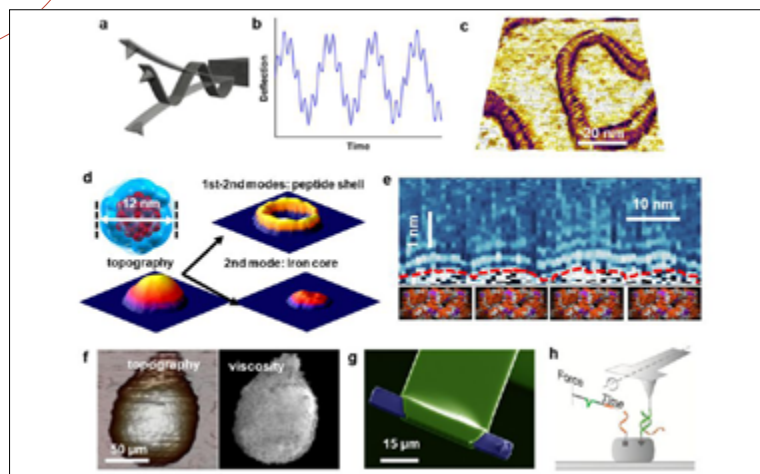 a
b
c
Deflection
Time
20 nm
d
12 nm
1st-2nd modes: peptide shell
topography
2nd mode: Iron core
e
1 nm
10 nm
f
topography
viscosity
50 µm
g
15 µm
h
Force
Time